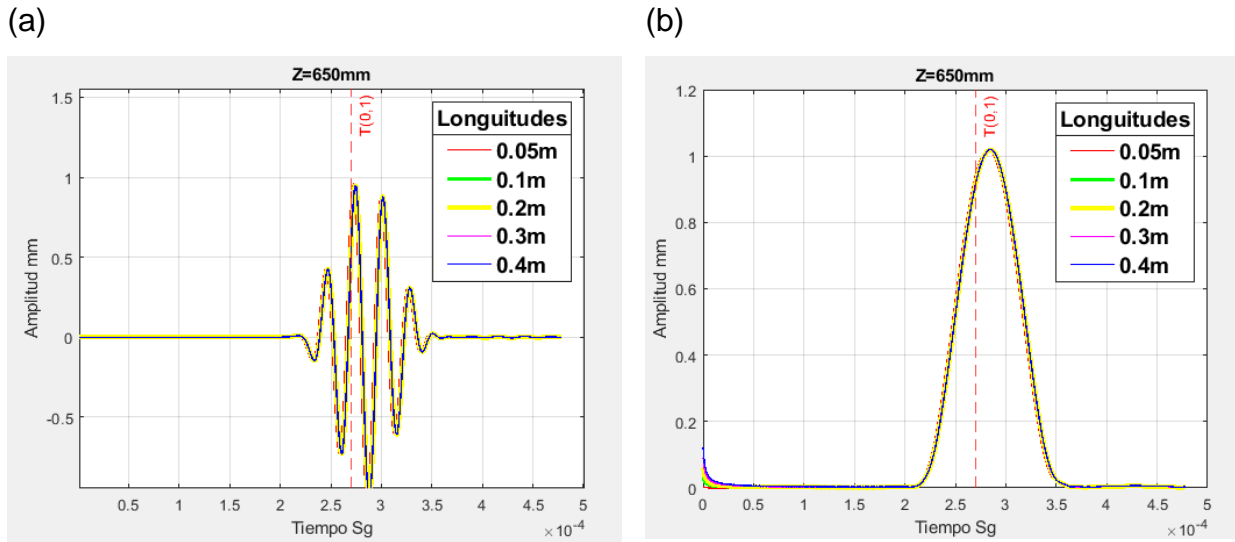 (a)
Z=650mm
1.5
1
0.5
0
-0.5
Amplitud mm
T(0,1)
Longuitudes
0.05m
0.1m
0.2m
0.3m
0.4m
0.5
1
1.5
2
2.5
3
3.5
4
4.5
5
Tiempo Sg
×10⁻⁴
(b)
Z=650mm
1.2
1
0.8
0.6
0.4
0.2
0
Amplitud mm
T(0,1)
Longuitudes
0.05m
0.1m
0.2m
0.3m
0.4m
0
0.5
1
1.5
2
2.5
3
3.5
4
4.5
5
Tiempo Sg
×10⁻⁴